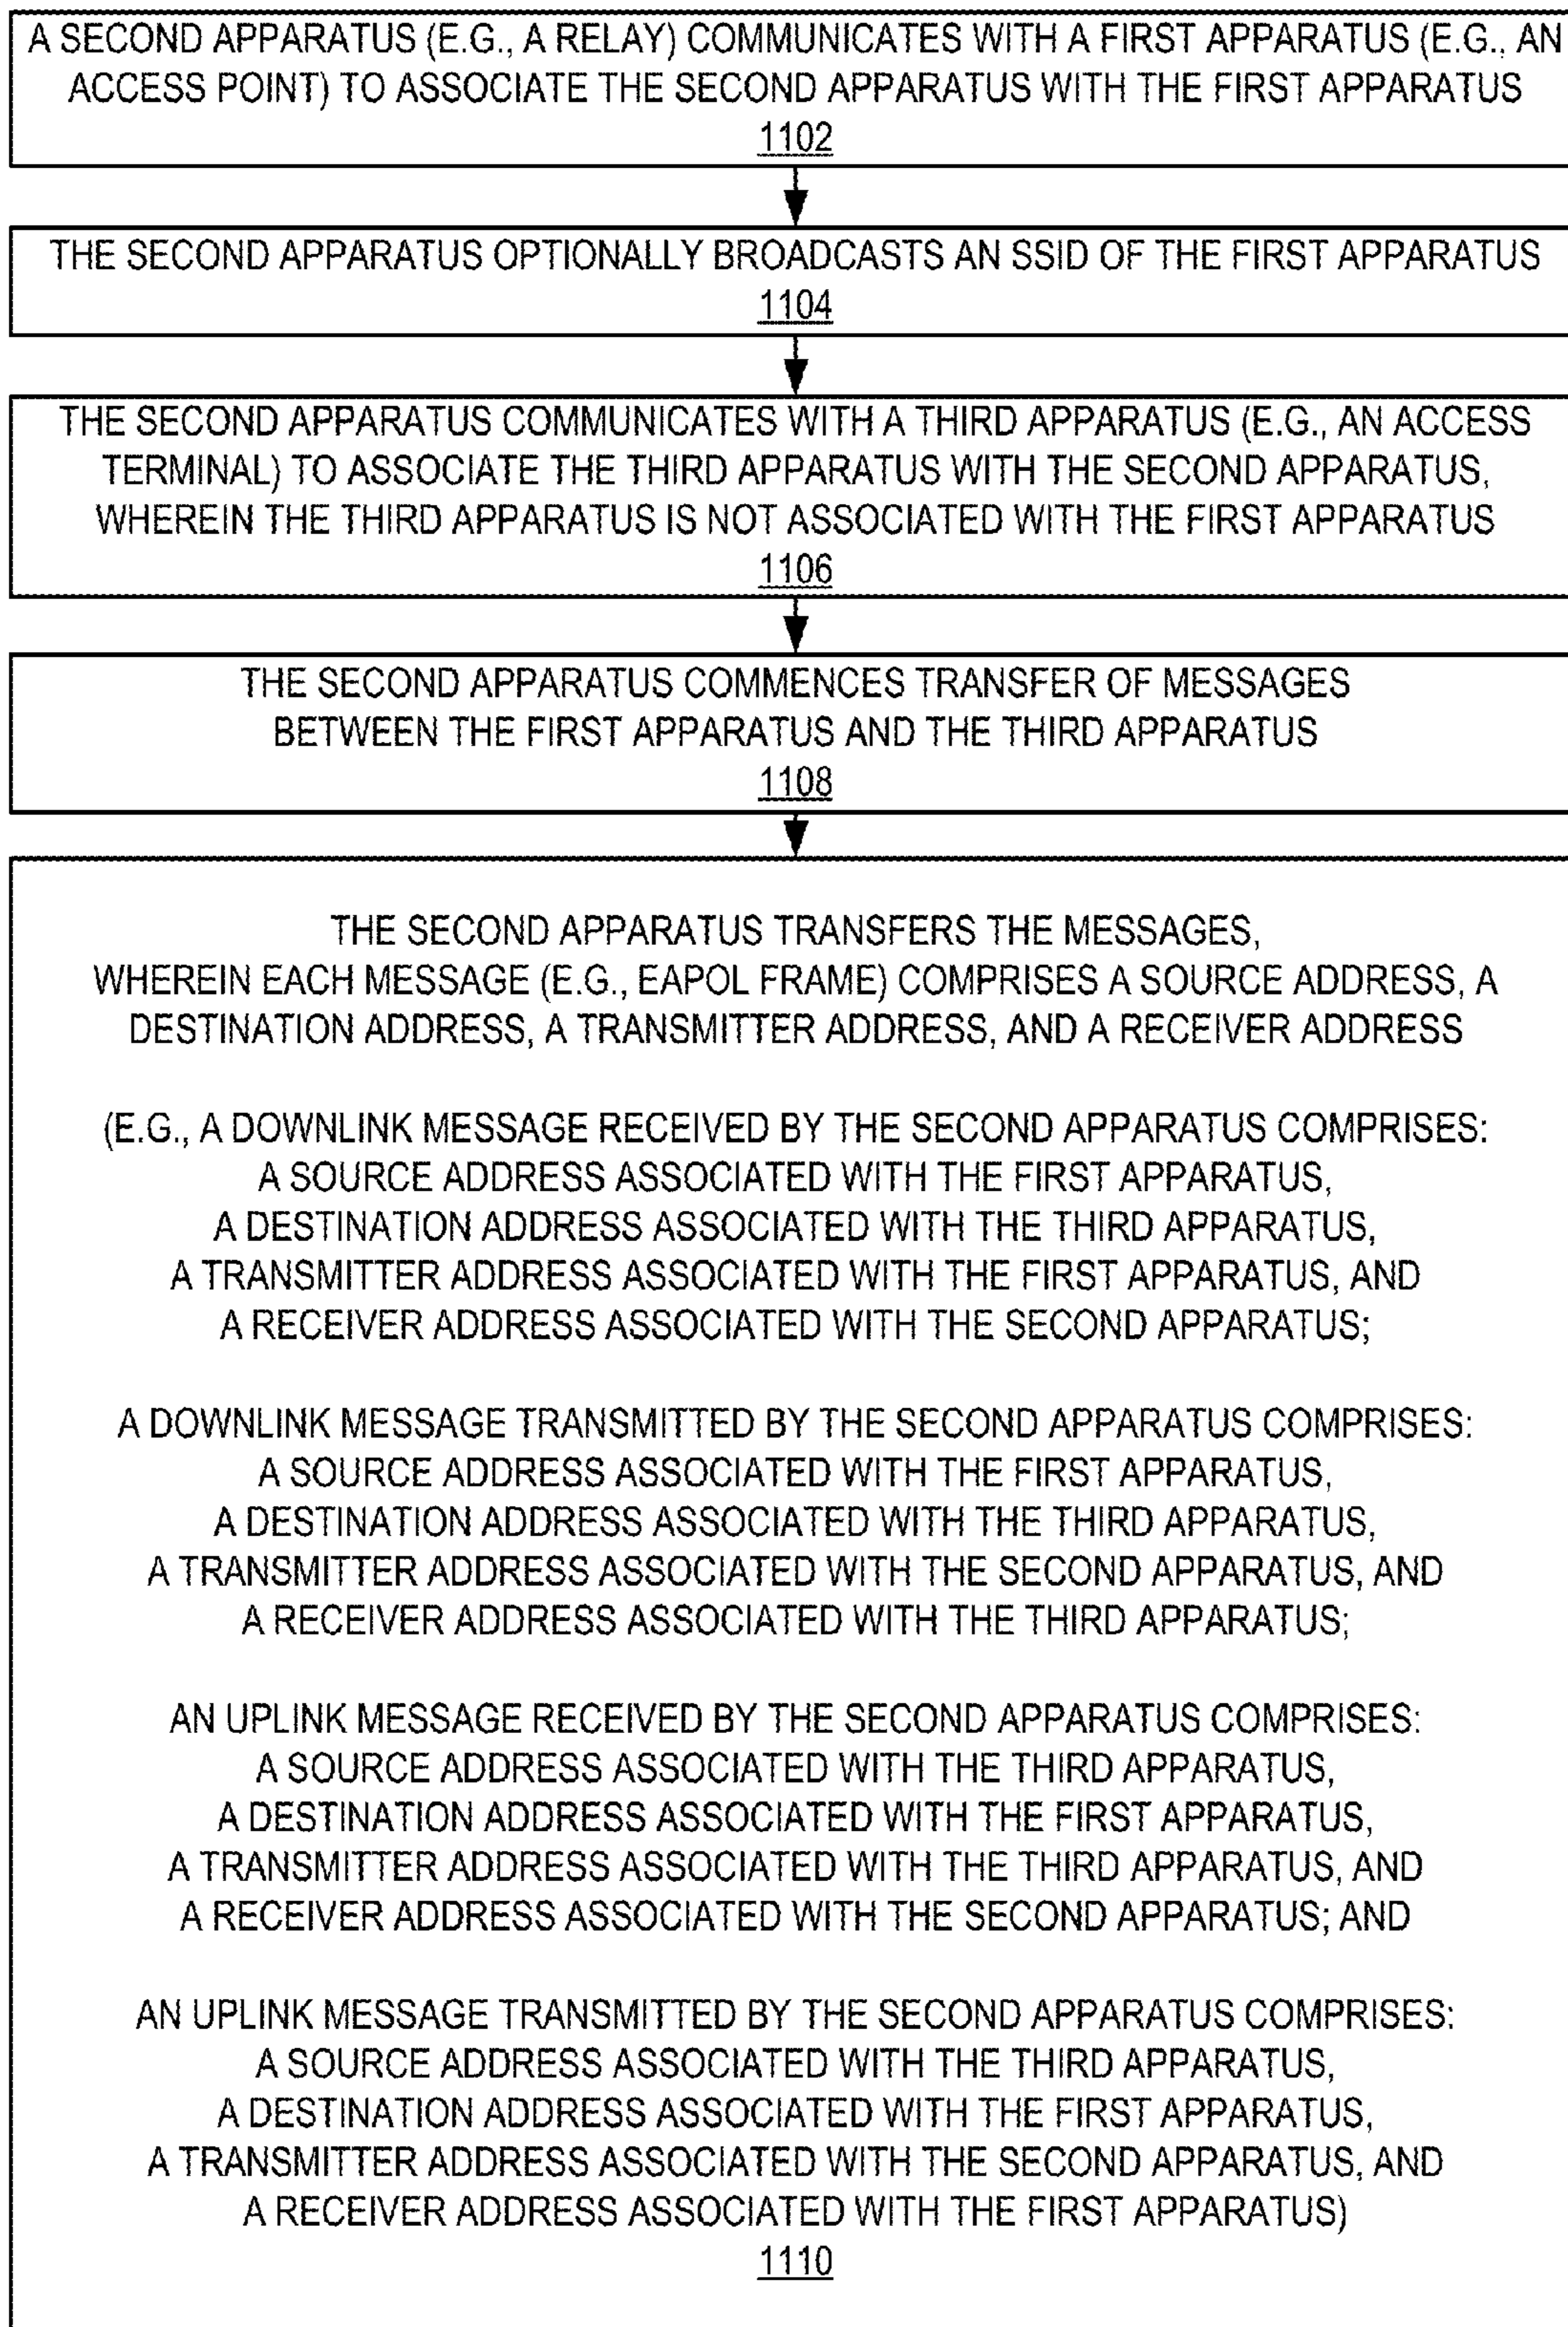 A SECOND APPARATUS (E.G., A RELAY) COMMUNICATES WITH A FIRST APPARATUS (E.G., AN
ACCESS POINT) TO ASSOCIATE THE SECOND APPARATUS WITH THE FIRST APPARATUS
1102
THE SECOND APPARATUS OPTIONALLY BROADCASTS AN SSID OF THE FIRST APPARATUS
1104
THE SECOND APPARATUS COMMUNICATES WITH A THIRD APPARATUS (E.G., AN ACCESS
TERMINAL) TO ASSOCIATE THE THIRD APPARATUS WITH THE SECOND APPARATUS,
WHEREIN THE THIRD APPARATUS IS NOT ASSOCIATED WITH THE FIRST APPARATUS
1106
THE SECOND APPARATUS COMMENCES TRANSFER OF MESSAGES
BETWEEN THE FIRST APPARATUS AND THE THIRD APPARATUS
1108
THE SECOND APPARATUS TRANSFERS THE MESSAGES,
WHEREIN EACH MESSAGE (E.G., EAPOL FRAME) COMPRISES A SOURCE ADDRESS, A
DESTINATION ADDRESS, A TRANSMITTER ADDRESS, AND A RECEIVER ADDRESS
(E.G., A DOWNLINK MESSAGE RECEIVED BY THE SECOND APPARATUS COMPRISES:
A SOURCE ADDRESS ASSOCIATED WITH THE FIRST APPARATUS,
A DESTINATION ADDRESS ASSOCIATED WITH THE THIRD APPARATUS,
A TRANSMITTER ADDRESS ASSOCIATED WITH THE FIRST APPARATUS, AND
A RECEIVER ADDRESS ASSOCIATED WITH THE SECOND APPARATUS;
A DOWNLINK MESSAGE TRANSMITTED BY THE SECOND APPARATUS COMPRISES:
A SOURCE ADDRESS ASSOCIATED WITH THE FIRST APPARATUS,
A DESTINATION ADDRESS ASSOCIATED WITH THE THIRD APPARATUS,
A TRANSMITTER ADDRESS ASSOCIATED WITH THE SECOND APPARATUS, AND
A RECEIVER ADDRESS ASSOCIATED WITH THE THIRD APPARATUS;
AN UPLINK MESSAGE RECEIVED BY THE SECOND APPARATUS COMPRISES:
A SOURCE ADDRESS ASSOCIATED WITH THE THIRD APPARATUS,
A DESTINATION ADDRESS ASSOCIATED WITH THE FIRST APPARATUS,
A TRANSMITTER ADDRESS ASSOCIATED WITH THE THIRD APPARATUS, AND
A RECEIVER ADDRESS ASSOCIATED WITH THE SECOND APPARATUS; AND
AN UPLINK MESSAGE TRANSMITTED BY THE SECOND APPARATUS COMPRISES:
A SOURCE ADDRESS ASSOCIATED WITH THE THIRD APPARATUS,
A DESTINATION ADDRESS ASSOCIATED WITH THE FIRST APPARATUS,
A TRANSMITTER ADDRESS ASSOCIATED WITH THE SECOND APPARATUS, AND
A RECEIVER ADDRESS ASSOCIATED WITH THE FIRST APPARATUS)
1110